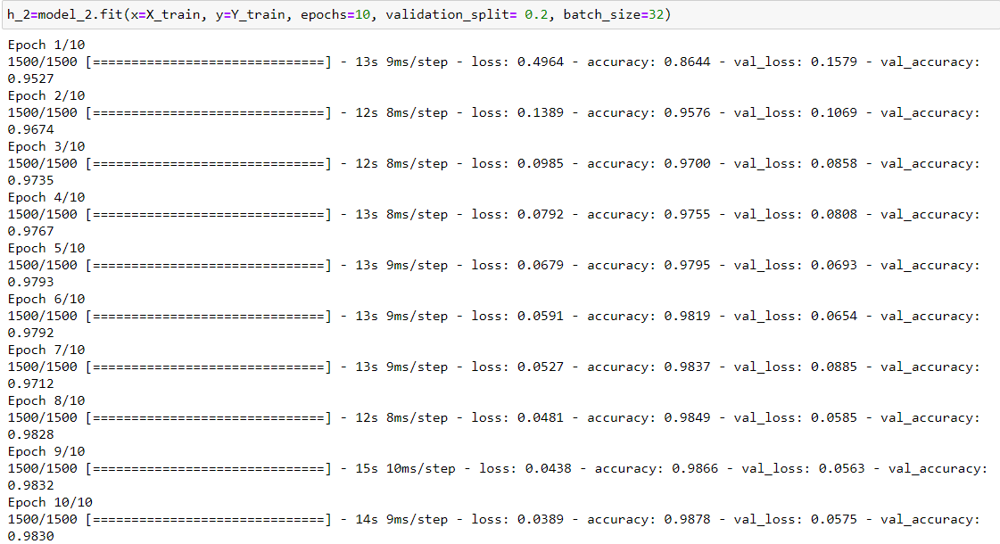 h_2=model_2.fit(x=X_train, y=Y_train, epochs=10, validation_split= 0.2, batch_size=32)
Epoch 1/10
1500/1500 [==============================] - 13s 9ms/step - loss: 0.4964 - accuracy: 0.8644 - val_loss: 0.1579 - val_accuracy:
0.9527
Epoch 2/10
1500/1500 [==============================] - 12s 8ms/step - loss: 0.1389 - accuracy: 0.9576 - val_loss: 0.1069 - val_accuracy:
0.9674
Epoch 3/10
1500/1500 [==============================] - 12s 8ms/step - loss: 0.0985 - accuracy: 0.9700 - val_loss: 0.0858 - val_accuracy:
0.9735
Epoch 4/10
1500/1500 [==============================] - 13s 8ms/step - loss: 0.0792 - accuracy: 0.9755 - val_loss: 0.0808 - val_accuracy:
0.9767
Epoch 5/10
1500/1500 [==============================] - 13s 9ms/step - loss: 0.0679 - accuracy: 0.9795 - val_loss: 0.0693 - val_accuracy:
0.9793
Epoch 6/10
1500/1500 [==============================] - 13s 9ms/step - loss: 0.0591 - accuracy: 0.9819 - val_loss: 0.0654 - val_accuracy:
0.9792
Epoch 7/10
1500/1500 [==============================] - 13s 9ms/step - loss: 0.0527 - accuracy: 0.9837 - val_loss: 0.0885 - val_accuracy:
0.9712
Epoch 8/10
1500/1500 [==============================] - 12s 8ms/step - loss: 0.0481 - accuracy: 0.9849 - val_loss: 0.0585 - val_accuracy:
0.9828
Epoch 9/10
1500/1500 [==============================] - 15s 10ms/step - loss: 0.0438 - accuracy: 0.9866 - val_loss: 0.0563 - val_accuracy:
0.9832
Epoch 10/10
1500/1500 [==============================] - 14s 9ms/step - loss: 0.0389 - accuracy: 0.9878 - val_loss: 0.0575 - val_accuracy:
0.9830